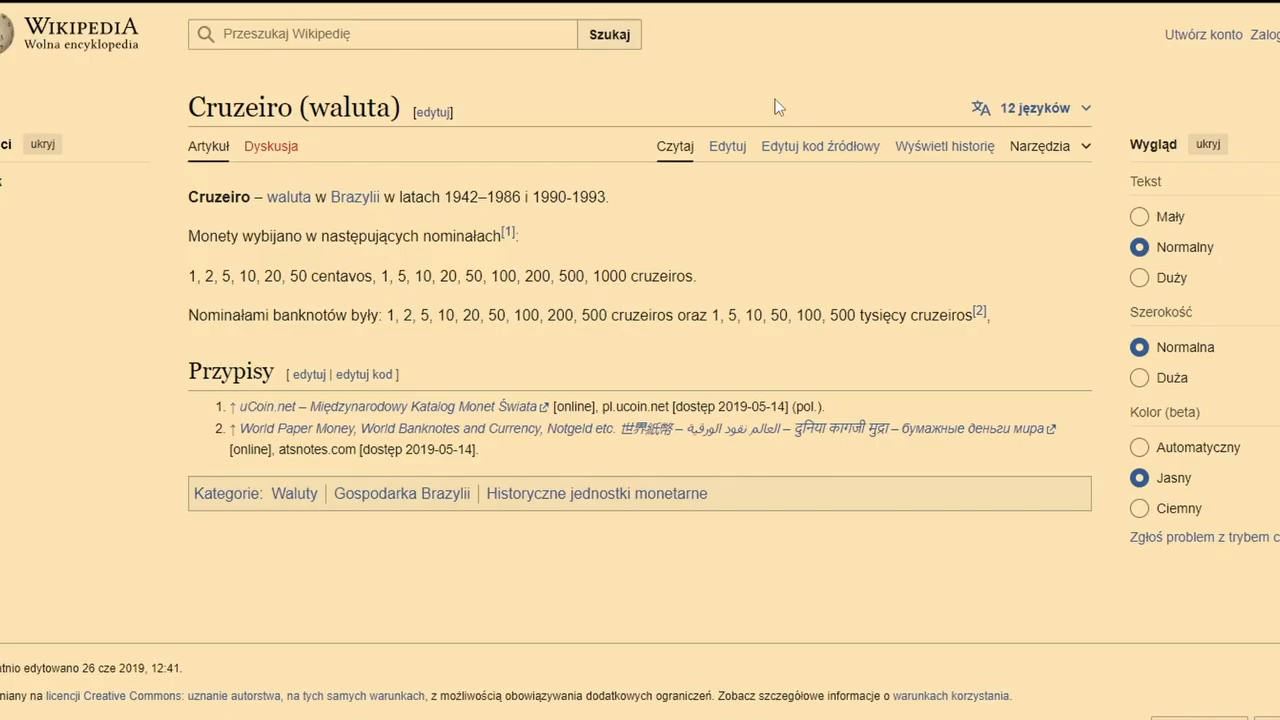 WIKIPEDIA
Wolna encyklopedia
Przeszukaj Wikipedię
Szukaj
Utwórz konto
ukryj
Cruzeiro (waluta) [edytuj]
12 języków
Artykuł Dyskusja
Czytaj Edytuj Edytuj kod źródłowy Wyświetl historię Narzędzia
Cruzeiro – waluta w Brazylii w latach 1942–1986 i 1990-1993.
Monety wybijano w następujących nominałach[1]:
1, 2, 5, 10, 20, 50 centavos, 1, 5, 10, 20, 50, 100, 200, 500, 1000 cruzeiros.
Nominałami banknotów były: 1, 2, 5, 10, 20, 50, 100, 200, 500 cruzeiros oraz 1, 5, 10, 50, 100, 500 tysięcy cruzeiros[2],
Przypisy [ edytuj | edytuj kod ]
1. ↑ uCoin.net – Międzynarodowy Katalog Monet Świata [online], pl.ucoin.net [dostęp 2019-05-14] (pol.).
2. ↑ World Paper Money, World Banknotes and Currency, Notgeld etc. 世界紙幣 – العالم نقود الورقية – दुनिया कागजी मुद्रा – бумажные деньги мира
[online], atsnotes.com [dostęp 2019-05-14].
Kategorie: Waluty | Gospodarka Brazylii | Historyczne jednostki monetarne
Wygląd ukryj
Tekst
Mały
Normalny
Duży
Szerokość
Normalna
Duża
Kolor (beta)
Automatyczny
Jasny
Ciemny
Zgłoś problem z trybem
edytowano 26 cze 2019, 12:41.
na licencji Creative Commons: uznanie autorstwa, na tych samych warunkach, z możliwością obowiązywania dodatkowych ograniczeń. Zobacz szczegółowe informacje o warunkach korzystania.